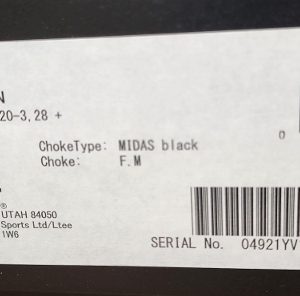 N
20-3, 28 +
0
ChokeType: MIDAS black
Choke: F.M
®
UTAH 84050
Sports Ltd/Ltee
1W6
SERIAL No. 04921YV